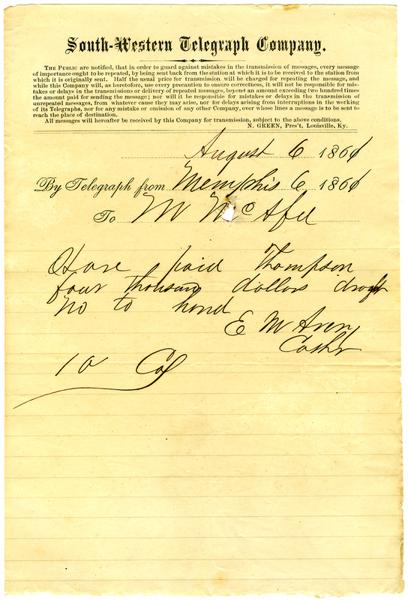 South-Western Telegraph Company.
THE PUBLIC are notified, that in order to guard against mistakes in the transmission of messages, every message
of importance ought to be repeated, by being sent back from the station at which it is to be received to the station from
which it is originally sent. Half the usual price for transmission will be charged for repeating the message, and
while this Company will, as heretofore, use every precaution to ensure correctness, it will not be responsible for mis-
takes or delays in the transmission or delivery of repeated messages, beyond an amount exceeding two hundred times
the amount paid for sending the message; nor will it be responsible for mistakes or delays in the transmission of
unrepeated messages, from whatever cause they may arise, nor for delays arising from interruptions in the working
of its Telegraphs, nor for any mistake or omission of any other Company, over whose lines a message is to be sent to
reach the place of destination.
All messages will hereafter be received by this Company for transmission, subject to the above conditions.
N. GREEN, Pres't, Louisville, Ky.
August 6 1861
By Telegraph from Memphis 6 1861
To W McAfee
Have paid Thompson
four thousand dollars draft
No to hand
E M Avery
Cashr
10 Col